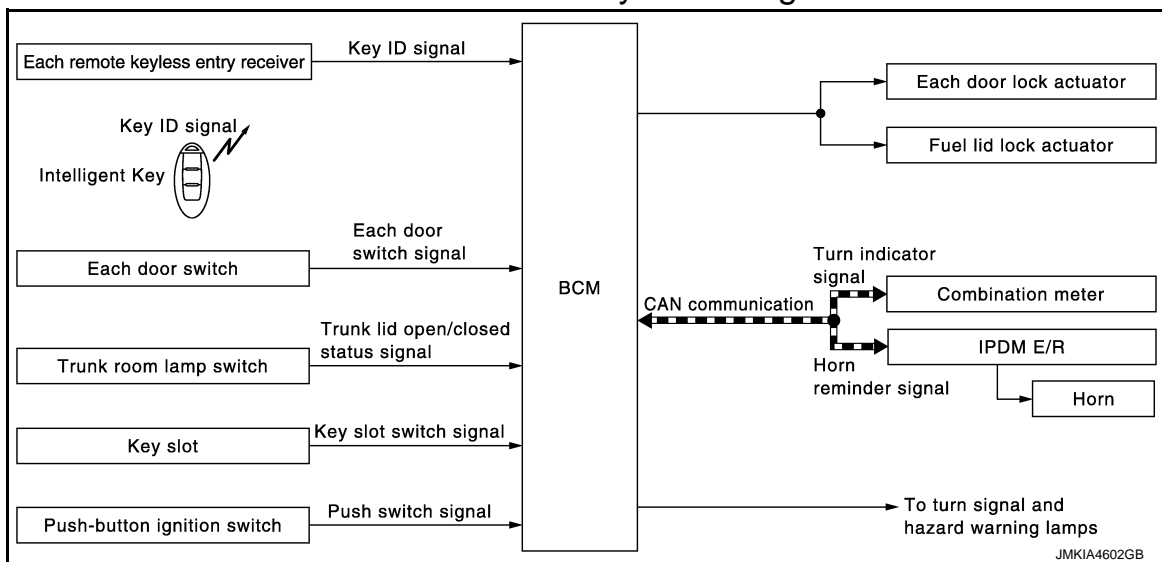 Each remote keyless entry receiver
Key ID signal
Key ID signal
Intelligent Key
Each door
switch signal
Each door switch
Trunk lid open/closed
status signal
Trunk room lamp switch
Key slot switch signal
Key slot
Push switch signal
Push-button ignition switch
BCM
Each door lock actuator
Fuel lid lock actuator
Turn indicator
signal
CAN communication
Combination meter
IPDM E/R
Horn
reminder signal
Horn
To turn signal and
hazard warning lamps
JMKIA4602GB